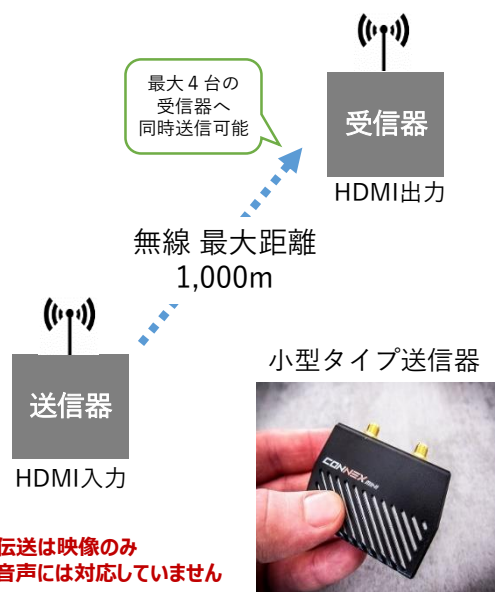 最大４台の
受信器へ
同時送信可能
受信器
HDMI出力
無線 最大距離
1,000m
送信器
HDMI入力
小型タイプ送信器
CONNEX mini
伝送は映像のみ
音声には対応していません